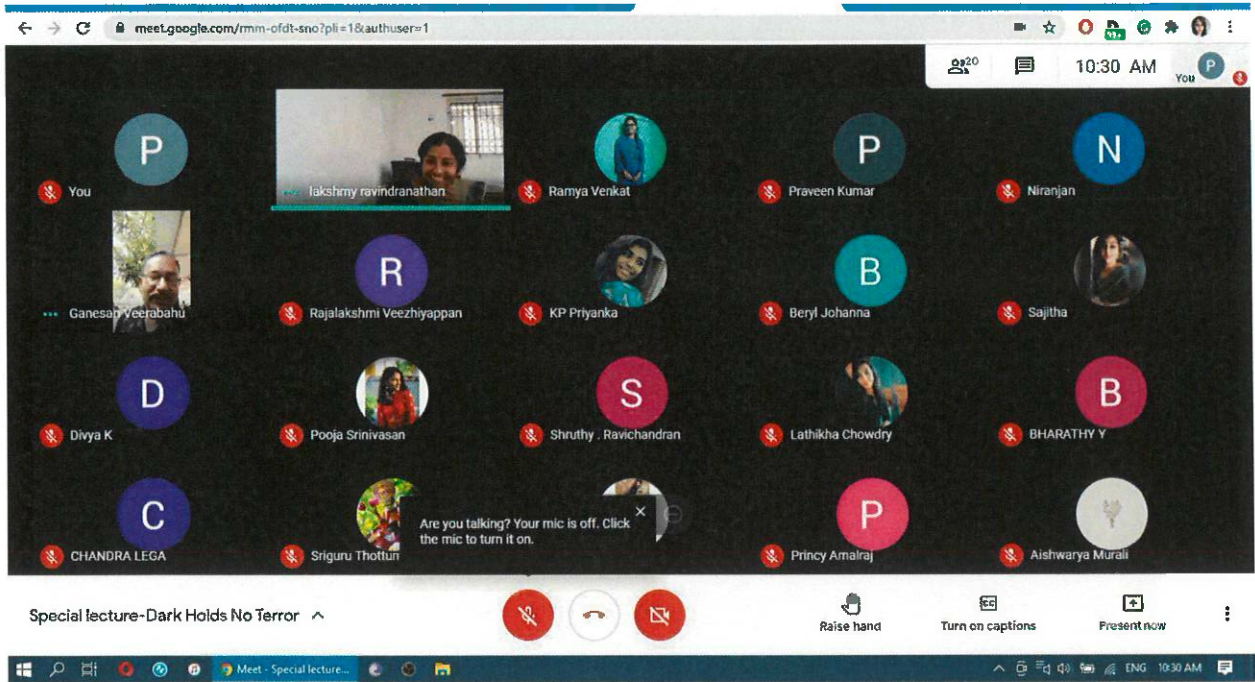 meet.google.com/rmm-ofdt-sno?pli=1&authuser=1
20
10:30 AM
You
P
P
You
lakshmy ravindranathan
Ramya Venkat
P
Praveen Kumar
N
Niranjan
Ganesan Veerabahu
R
Rajalakshmi Veezhiyappan
KP Priyanka
B
Beryl Johanna
Sajitha
D
Divya K
Pooja Srinivasan
S
Shruthy . Ravichandran
Lathikha Chowdry
B
BHARATHY Y
C
CHANDRA LEGA
Sriguru Thottun
Are you talking? Your mic is off. Click
the mic to turn it on.
P
Princy Amalraj
Aishwarya Murali
Special lecture-Dark Holds No Terror
Raise hand
CC
Turn on captions
Present now
Meet - Special lecture...
ENG
10:30 AM